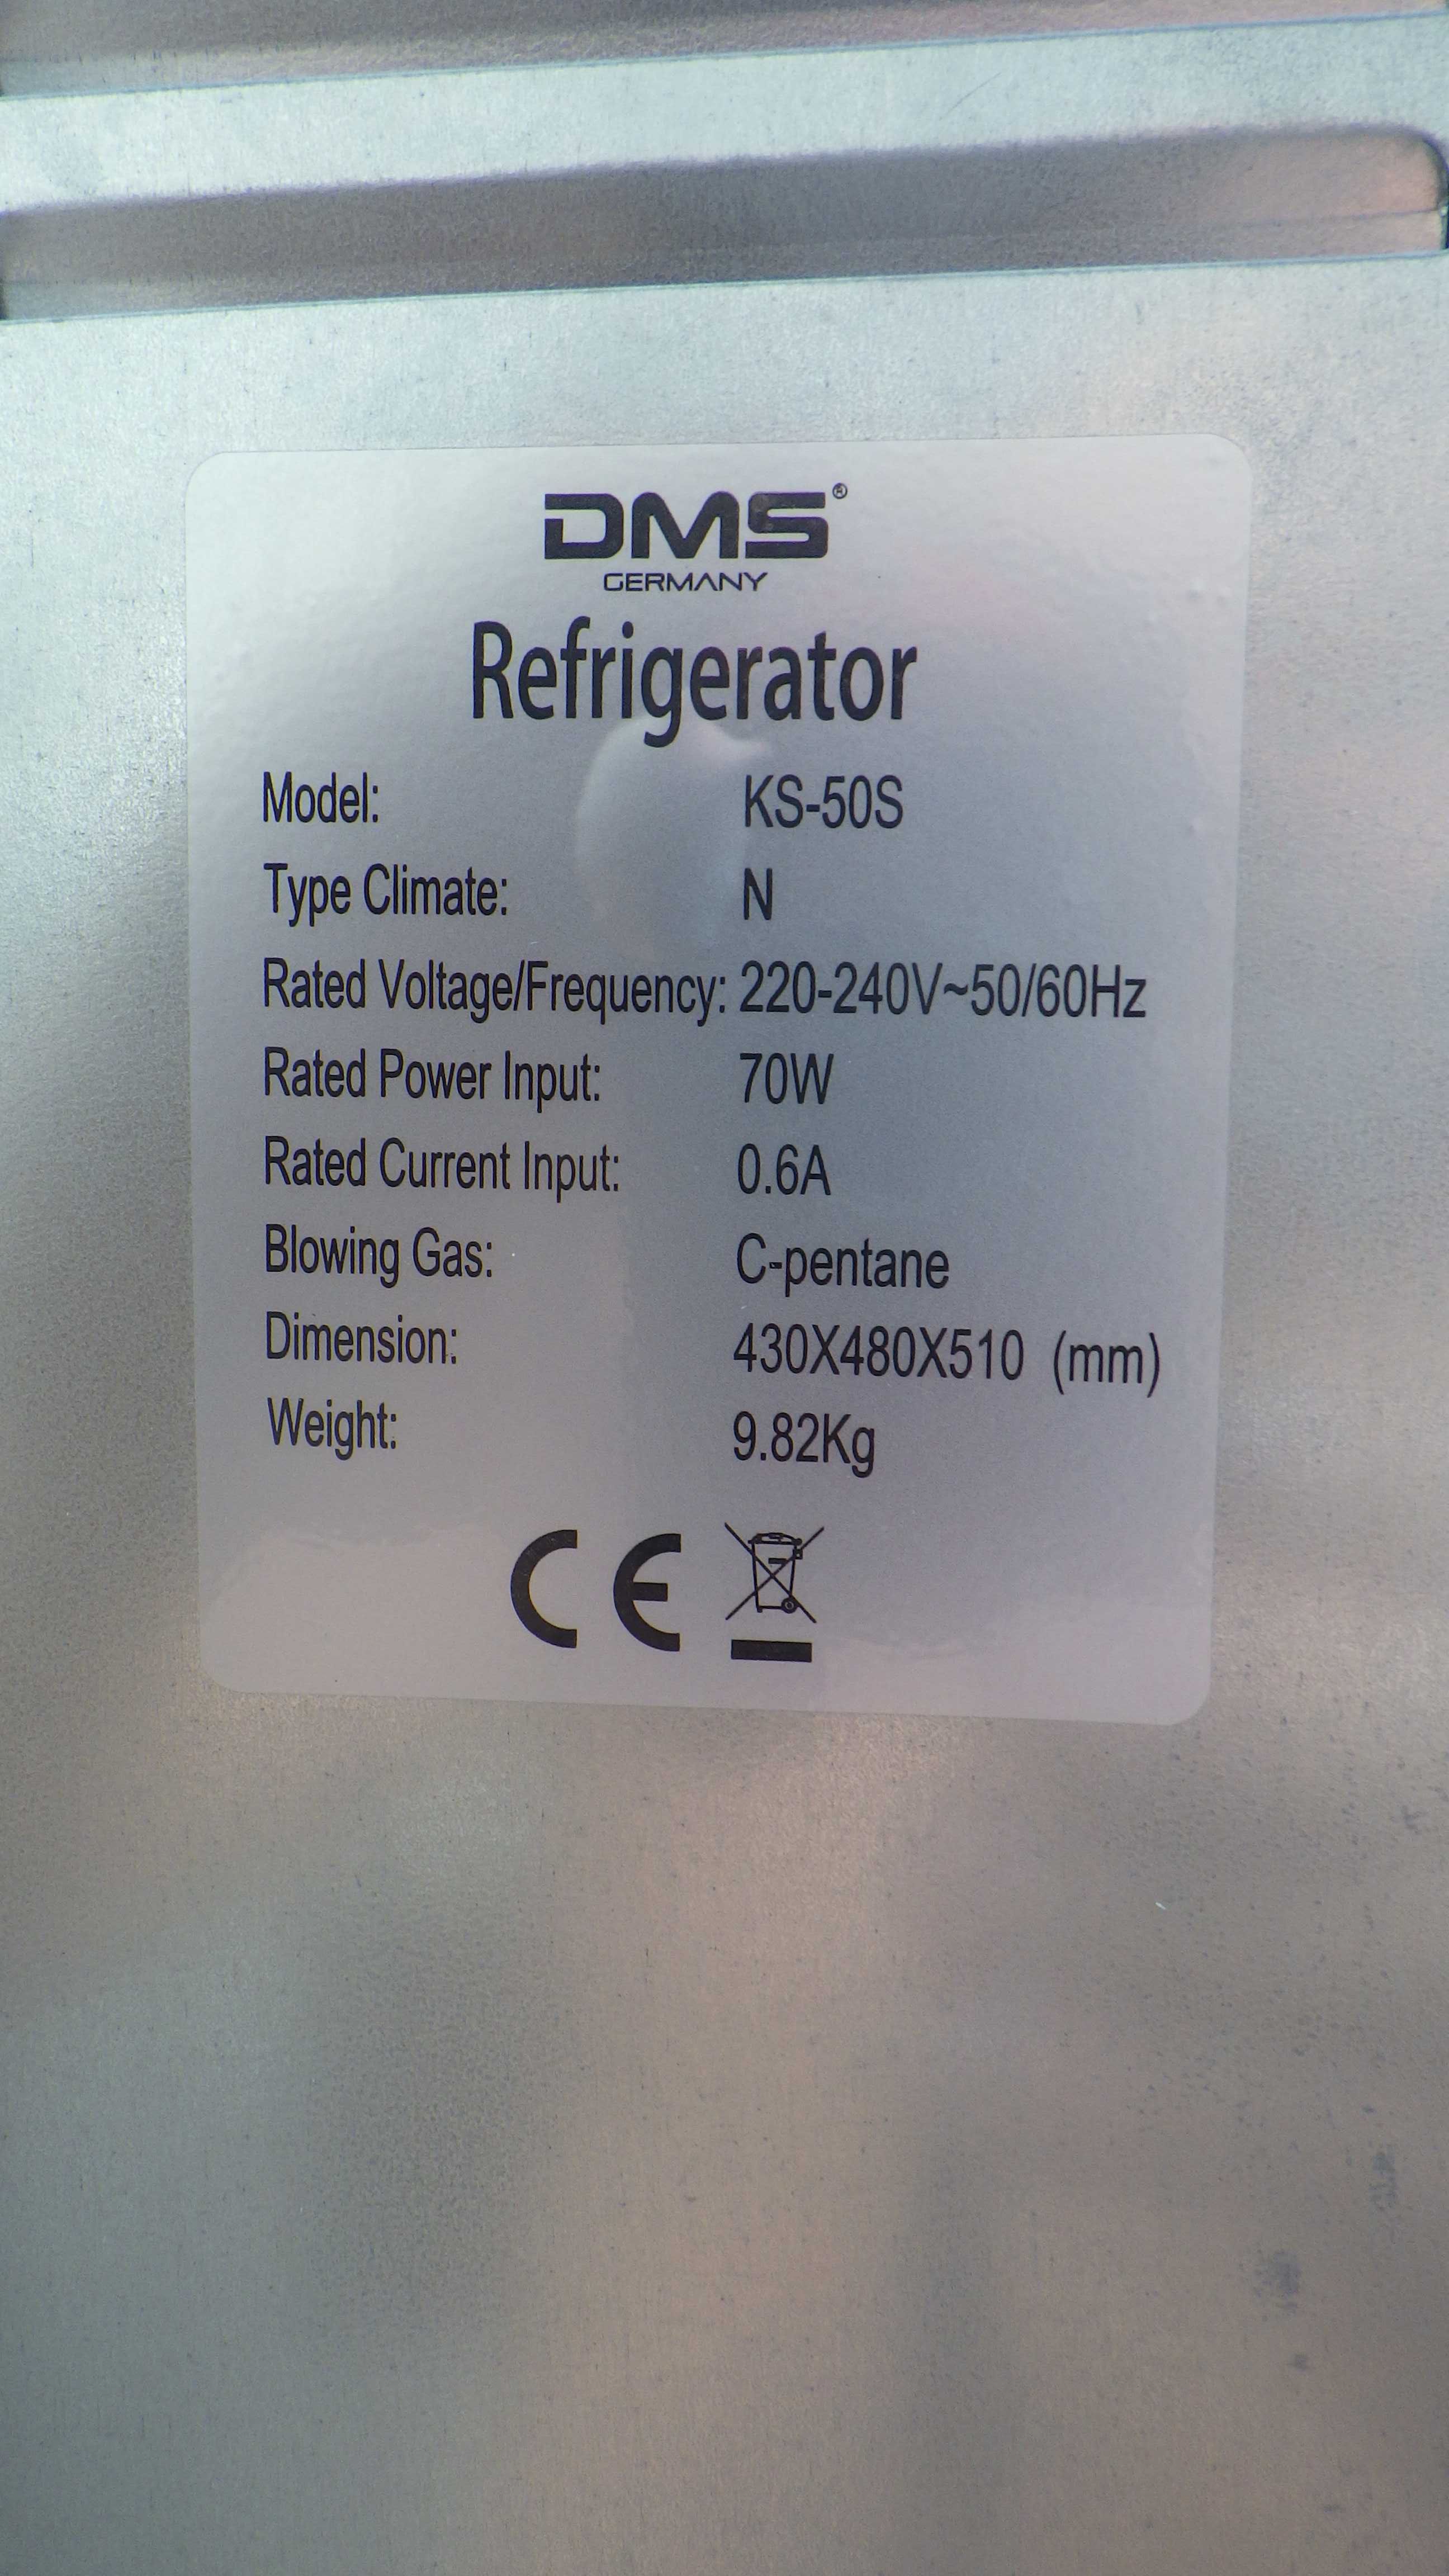 DMS®
GERMANY
Refrigerator
Model: KS-50S
Type Climate: N
Rated Voltage/Frequency: 220-240V~50/60Hz
Rated Power Input: 70W
Rated Current Input: 0.6A
Blowing Gas: C-pentane
Dimension: 430X480X510 (mm)
Weight: 9.82Kg
CE